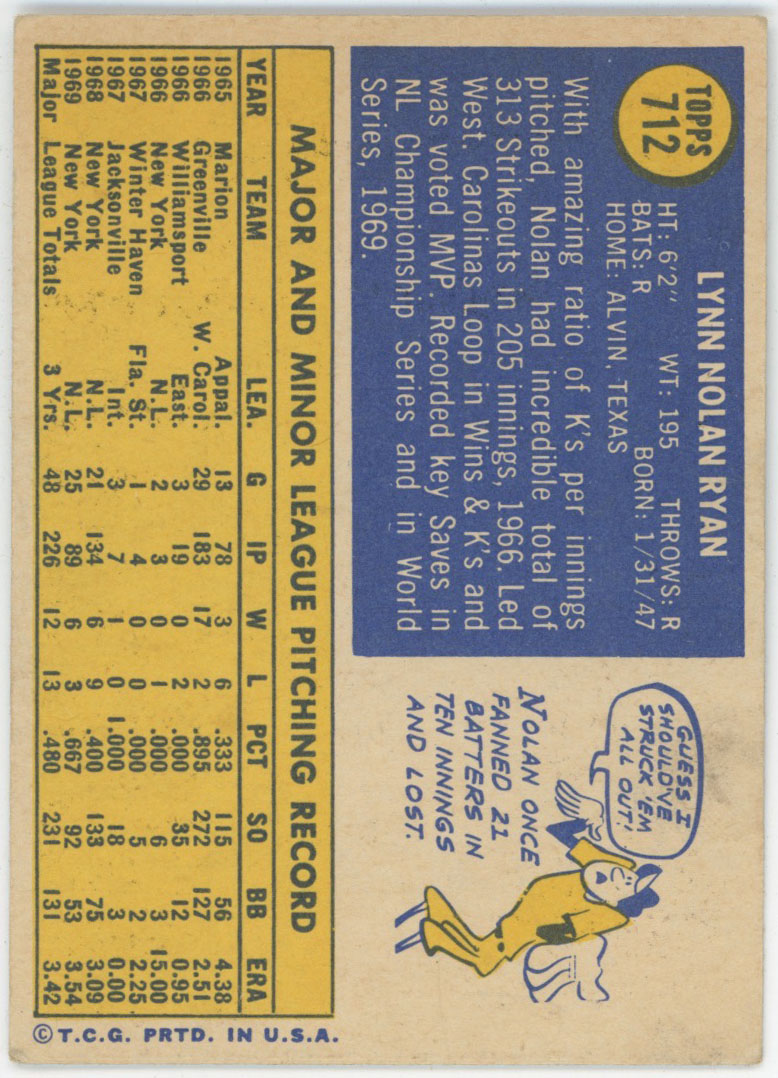 TOPPS
712
LYNN NOLAN RYAN
HT: 6'2" WT: 195 THROWS: R
BATS: R BORN: 1/31/47
HOME: ALVIN, TEXAS
With amazing ratio of K's per innings
pitched, Nolan had incredible total of
313 Strikeouts in 205 innings, 1966. Led
West. Carolinas Loop in Wins & K's and
was voted MVP. Recorded key Saves in
NL Championship Series and in World
Series, 1969.
GUESS I
SHOULD'VE
STRUCK 'EM
ALL OUT!
NOLAN ONCE
FANNED 21
BATTERS IN
TEN INNINGS
AND LOST.
MAJOR AND MINOR LEAGUE PITCHING RECORD
YEAR TEAM LEA. G IP W L PCT SO BB ERA
1965 Marion Appal. 13 78 3 6 .333 115 56 4.38
1966 Greenville W. Carol. 29 183 17 2 .895 272 127 2.51
1966 Williamsport East. 3 19 0 2 .000 35 12 0.95
1966 New York N.L. 2 3 0 1 .000 6 3 15.00
1967 Winter Haven Fla. St. 1 4 0 0 .000 5 2 2.25
1967 Jacksonville Int. 3 7 1 0 1.000 18 3 0.00
1968 New York N.L. 21 134 6 9 .400 133 75 3.09
1969 New York N.L. 25 89 6 3 .667 92 53 3.54
Major League Totals 3 Yrs. 48 226 12 13 .480 231 131 3.42
© T.C.G. PRTD. IN U.S.A.